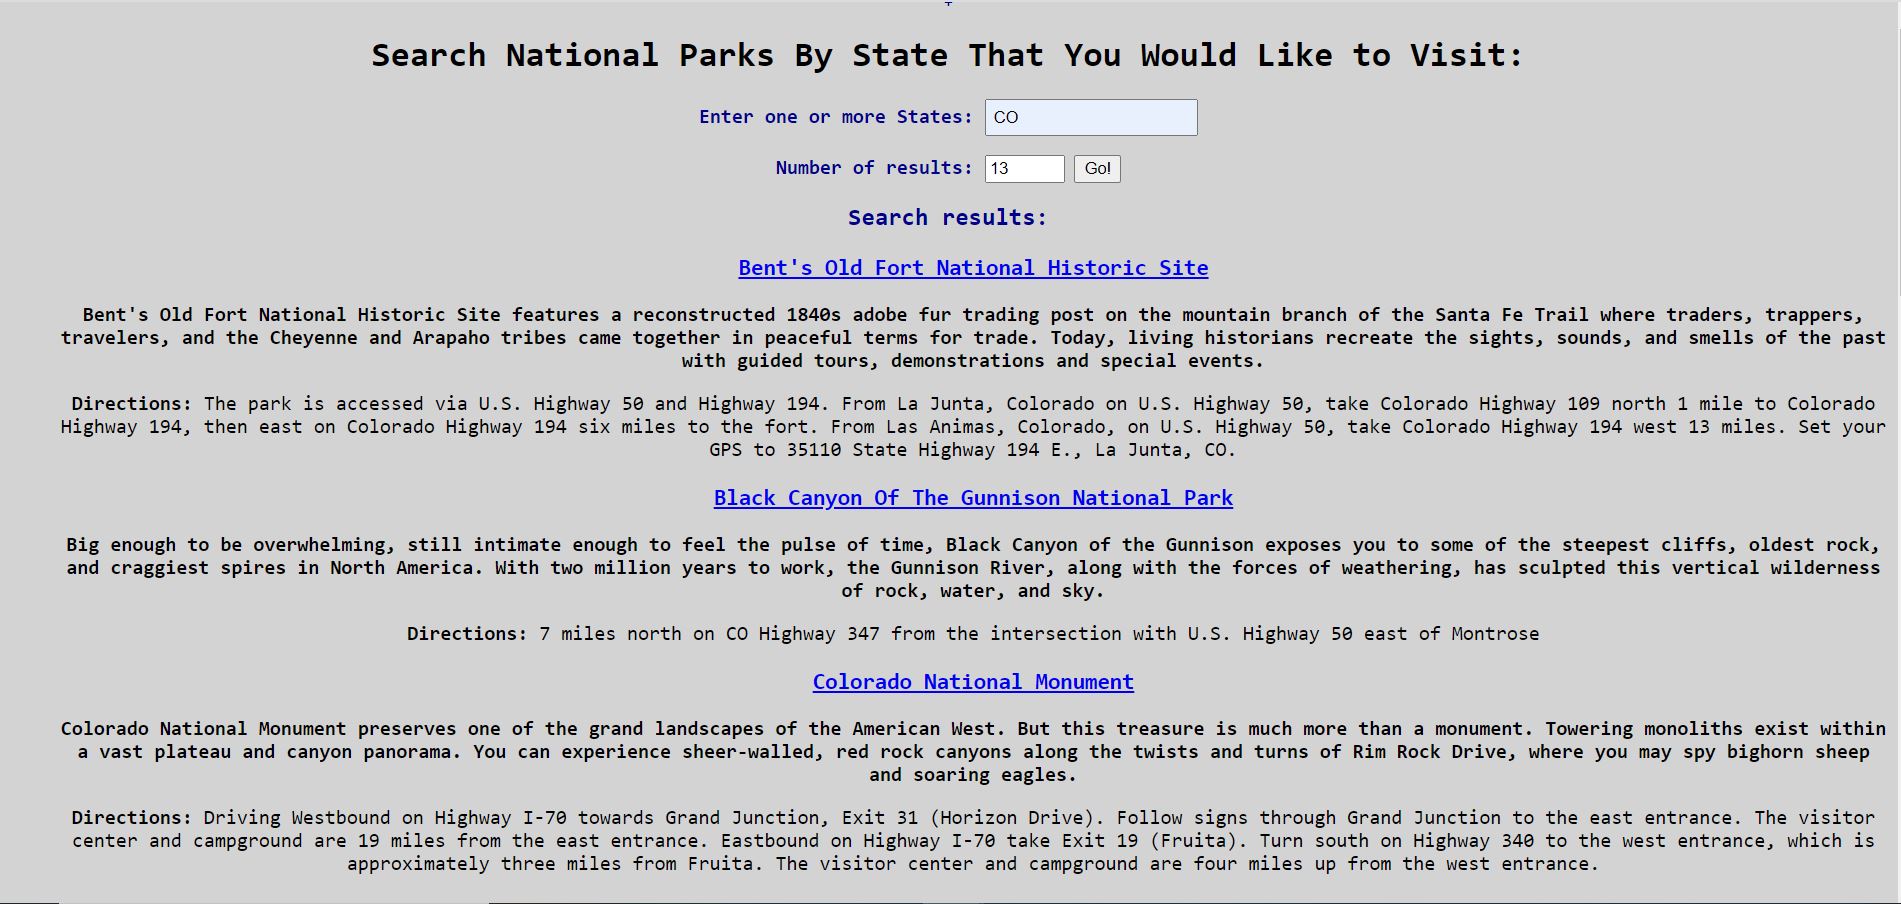 Search National Parks By State That You Would Like to Visit:
Enter one or more States: CO
Number of results: 13 Go!
Search results:
Bent's Old Fort National Historic Site
Bent's Old Fort National Historic Site features a reconstructed 1840s adobe fur trading post on the mountain branch of the Santa Fe Trail where traders, trappers,
travelers, and the Cheyenne and Arapaho tribes came together in peaceful terms for trade. Today, living historians recreate the sights, sounds, and smells of the past
with guided tours, demonstrations and special events.
Directions: The park is accessed via U.S. Highway 50 and Highway 194. From La Junta, Colorado on U.S. Highway 50, take Colorado Highway 109 north 1 mile to Colorado
Highway 194, then east on Colorado Highway 194 six miles to the fort. From Las Animas, Colorado, on U.S. Highway 50, take Colorado Highway 194 west 13 miles. Set your
GPS to 35110 State Highway 194 E., La Junta, CO.
Black Canyon Of The Gunnison National Park
Big enough to be overwhelming, still intimate enough to feel the pulse of time, Black Canyon of the Gunnison exposes you to some of the steepest cliffs, oldest rock,
and craggiest spires in North America. With two million years to work, the Gunnison River, along with the forces of weathering, has sculpted this vertical wilderness
of rock, water, and sky.
Directions: 7 miles north on CO Highway 347 from the intersection with U.S. Highway 50 east of Montrose
Colorado National Monument
Colorado National Monument preserves one of the grand landscapes of the American West. But this treasure is much more than a monument. Towering monoliths exist within
a vast plateau and canyon panorama. You can experience sheer-walled, red rock canyons along the twists and turns of Rim Rock Drive, where you may spy bighorn sheep
and soaring eagles.
Directions: Driving Westbound on Highway I-70 towards Grand Junction, Exit 31 (Horizon Drive). Follow signs through Grand Junction to the east entrance. The visitor
center and campground are 19 miles from the east entrance. Eastbound on Highway I-70 take Exit 19 (Fruita). Turn south on Highway 340 to the west entrance, which is
approximately three miles from Fruita. The visitor center and campground are four miles up from the west entrance.